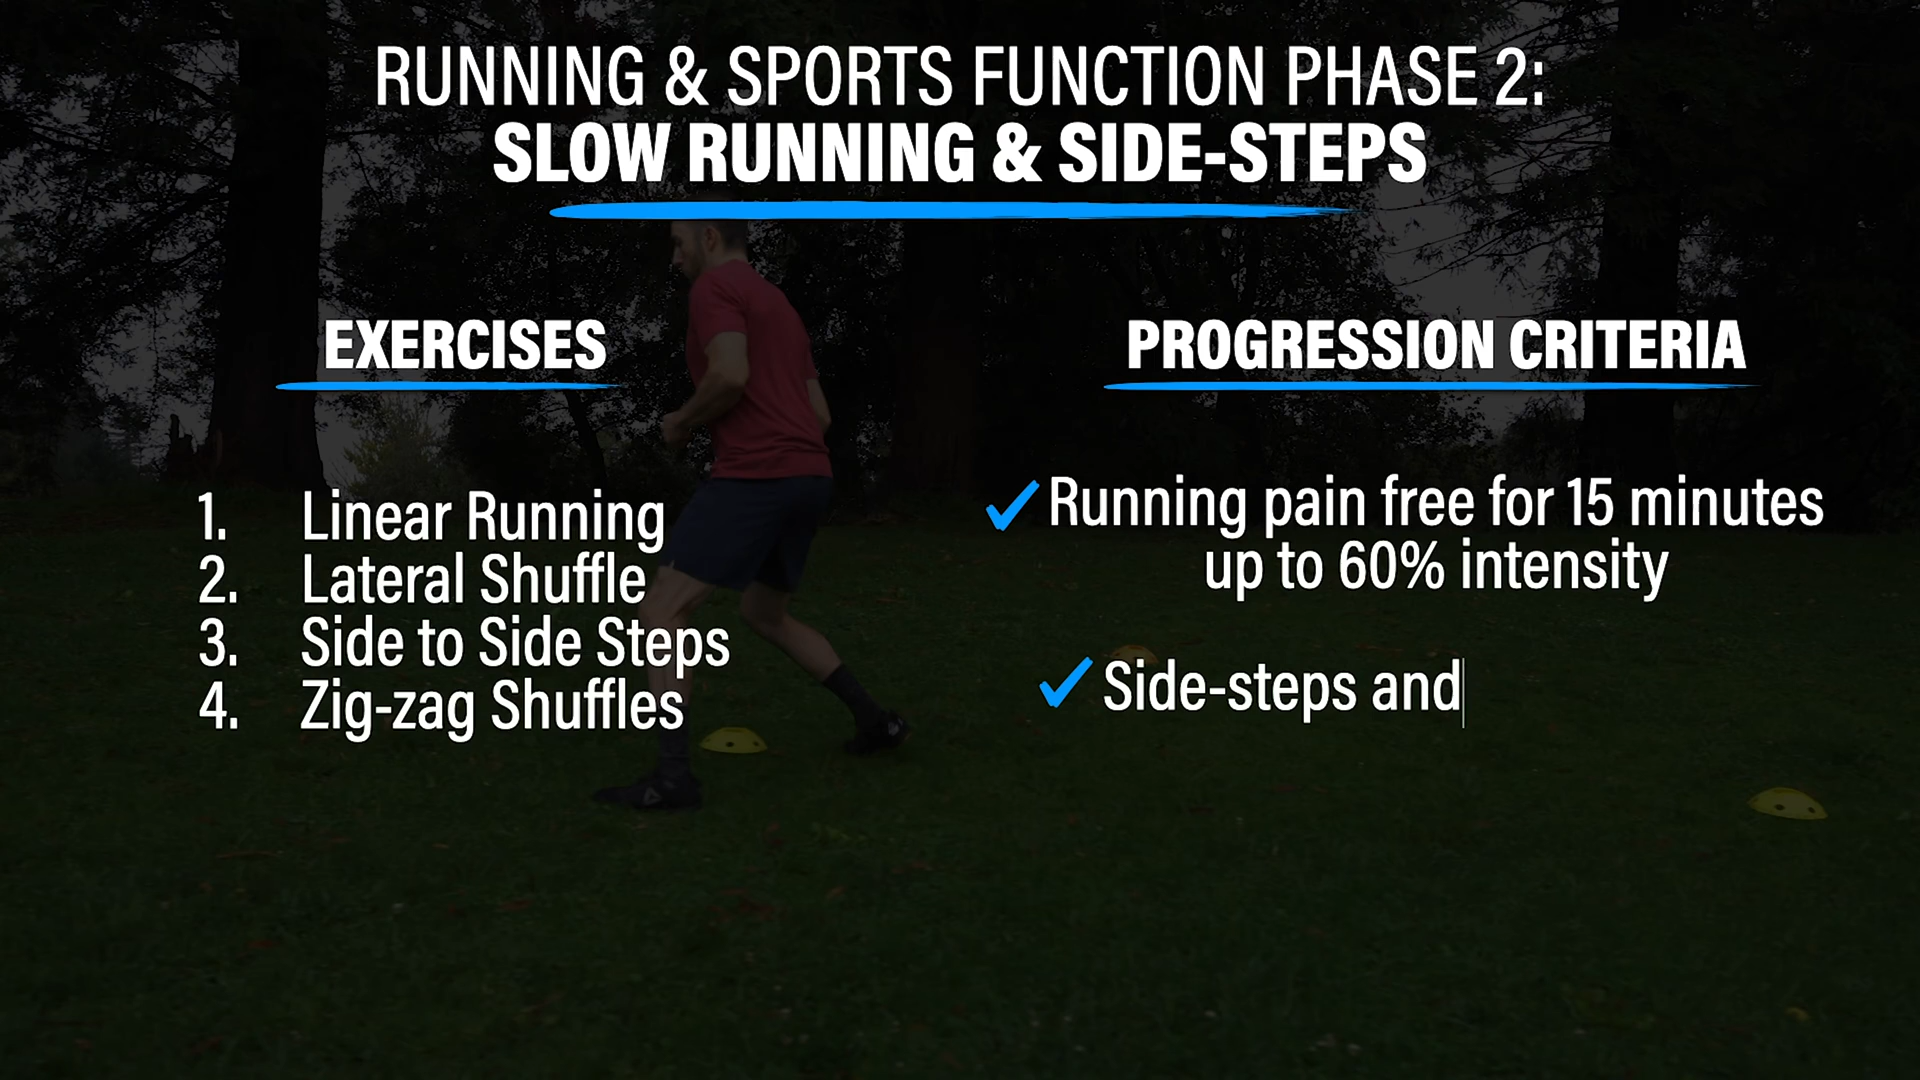 RUNNING & SPORTS FUNCTION PHASE 2:
SLOW RUNNING & SIDE-STEPS
EXERCISES
1. Linear Running
2. Lateral Shuffle
3. Side to Side Steps
4. Zig-zag Shuffles
PROGRESSION CRITERIA
Running pain free for 15 minutes
up to 60% intensity
Side-steps and